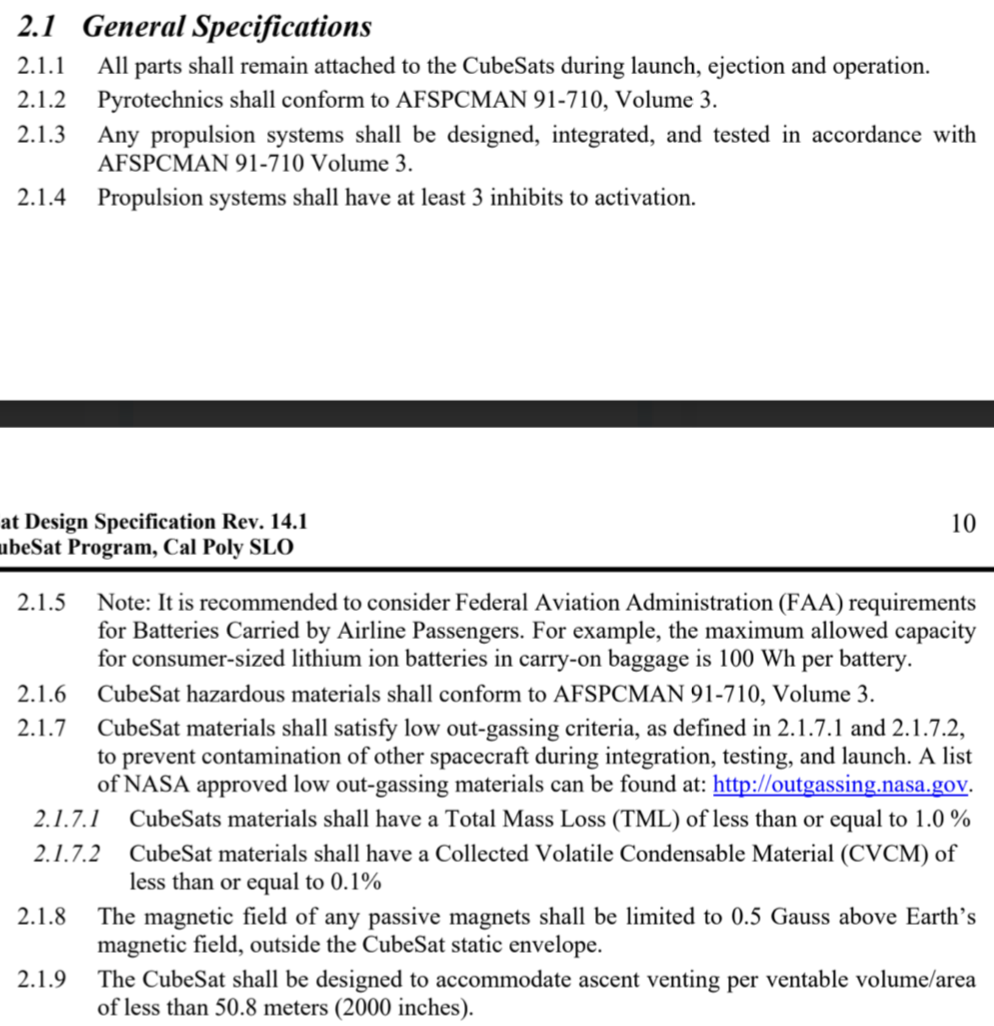 2.1 General Specifications
2.1.1 All parts shall remain attached to the CubeSats during launch, ejection and operation.
2.1.2 Pyrotechnics shall conform to AFSPCMAN 91-710, Volume 3.
2.1.3 Any propulsion systems shall be designed, integrated, and tested in accordance with
AFSPCMAN 91-710 Volume 3.
2.1.4 Propulsion systems shall have at least 3 inhibits to activation.
at Design Specification Rev. 14.1 10
ubeSat Program, Cal Poly SLO
2.1.5 Note: It is recommended to consider Federal Aviation Administration (FAA) requirements
for Batteries Carried by Airline Passengers. For example, the maximum allowed capacity
for consumer-sized lithium ion batteries in carry-on baggage is 100 Wh per battery.
2.1.6 CubeSat hazardous materials shall conform to AFSPCMAN 91-710, Volume 3.
2.1.7 CubeSat materials shall satisfy low out-gassing criteria, as defined in 2.1.7.1 and 2.1.7.2,
to prevent contamination of other spacecraft during integration, testing, and launch. A list
of NASA approved low out-gassing materials can be found at: http://outgassing.nasa.gov.
2.1.7.1 CubeSats materials shall have a Total Mass Loss (TML) of less than or equal to 1.0 %
2.1.7.2 CubeSat materials shall have a Collected Volatile Condensable Material (CVCM) of
less than or equal to 0.1%
2.1.8 The magnetic field of any passive magnets shall be limited to 0.5 Gauss above Earth’s
magnetic field, outside the CubeSat static envelope.
2.1.9 The CubeSat shall be designed to accommodate ascent venting per ventable volume/area
of less than 50.8 meters (2000 inches).